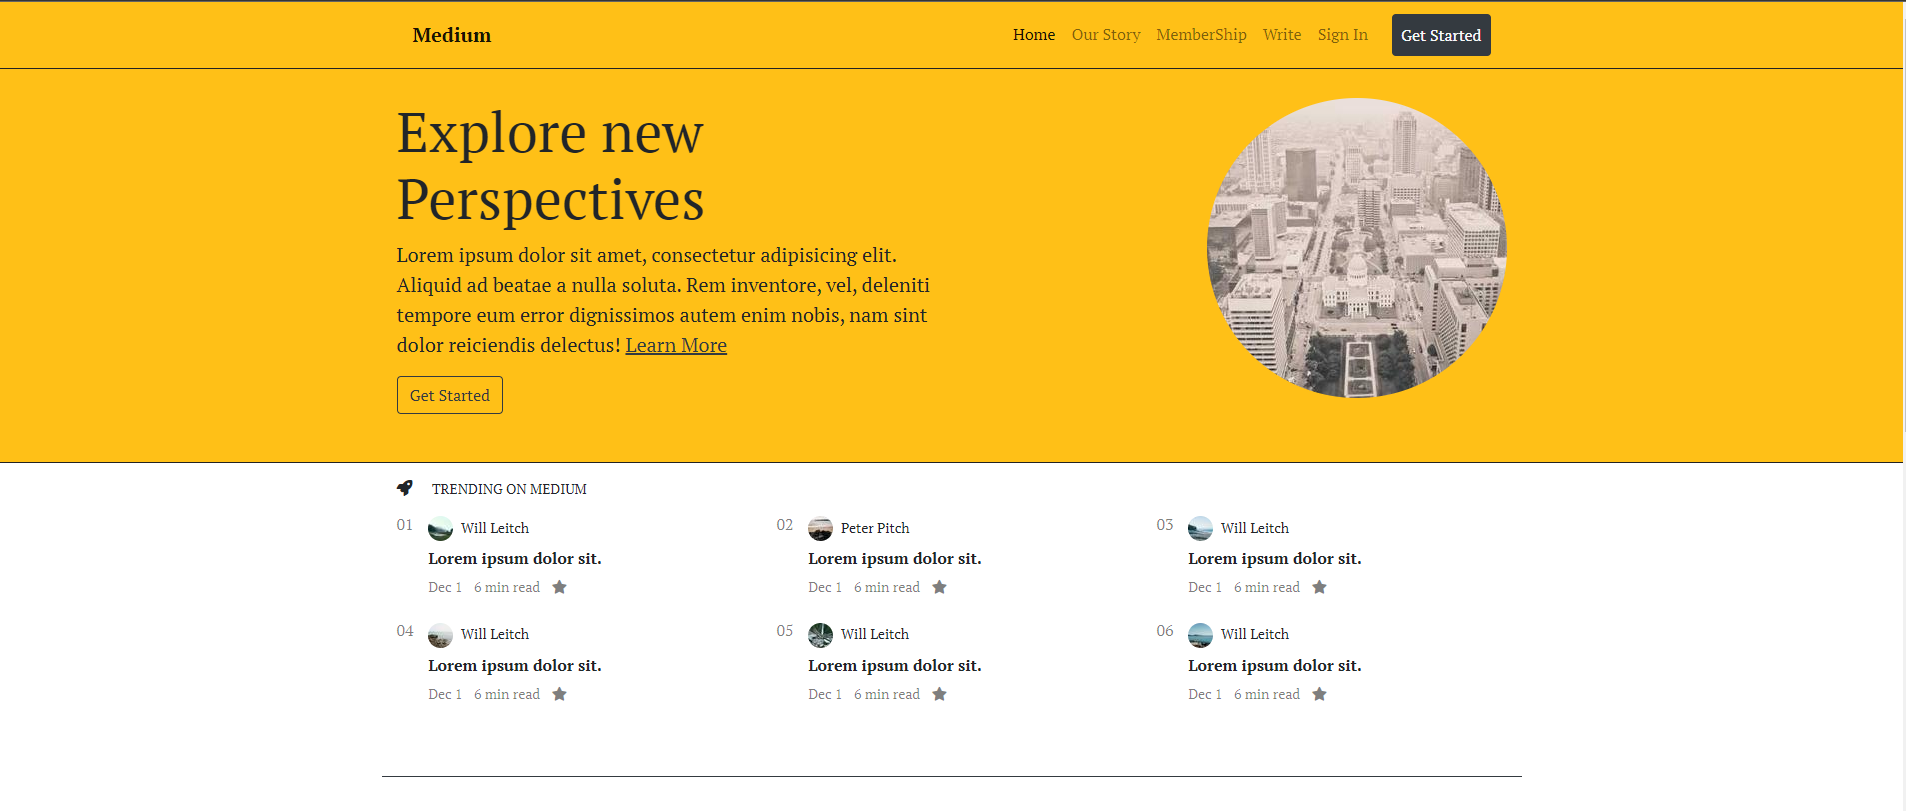 Medium
Home Our Story MemberShip Write Sign In Get Started
Explore new
Perspectives
Lorem ipsum dolor sit amet, consectetur adipisicing elit.
Aliquid ad beatae a nulla soluta. Rem inventore, vel, deleniti
tempore eum error dignissimos autem enim nobis, nam sint
dolor reiciendis delectus! Learn More
Get Started
TRENDING ON MEDIUM
01 Will Leitch
Lorem ipsum dolor sit.
Dec 1 6 min read
02 Peter Pitch
Lorem ipsum dolor sit.
Dec 1 6 min read
03 Will Leitch
Lorem ipsum dolor sit.
Dec 1 6 min read
04 Will Leitch
Lorem ipsum dolor sit.
Dec 1 6 min read
05 Will Leitch
Lorem ipsum dolor sit.
Dec 1 6 min read
06 Will Leitch
Lorem ipsum dolor sit.
Dec 1 6 min read